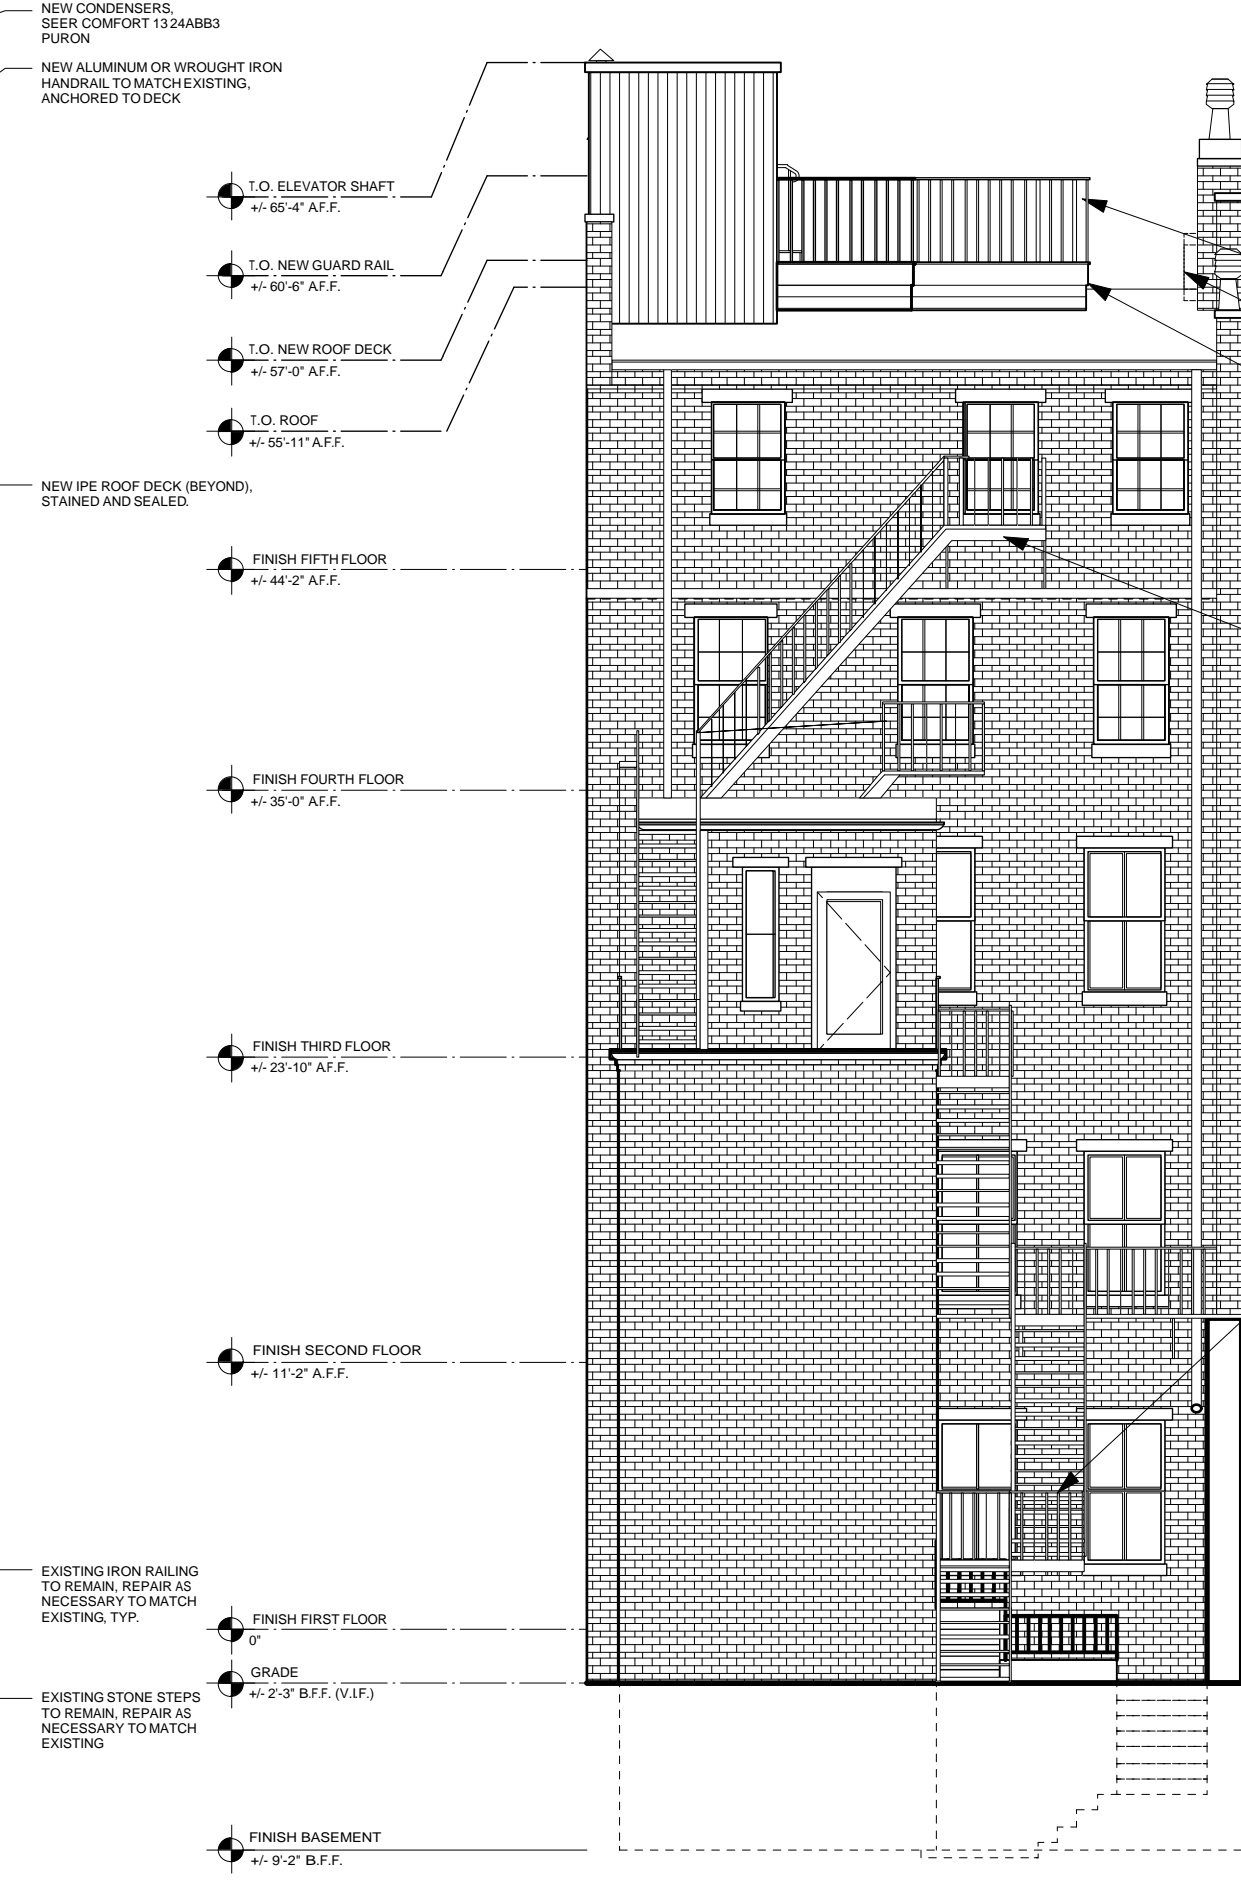 NEW CONDENSERS,
SEER COMFORT 13 24ABB3
PURON
NEW ALUMINUM OR WROUGHT IRON
HANDRAIL TO MATCH EXISTING,
ANCHORED TO DECK
T.O. ELEVATOR SHAFT
+/- 65'-4" A.F.F.
T.O. NEW GUARD RAIL
+/- 60'-6" A.F.F.
T.O. NEW ROOF DECK
+/- 57'-0" A.F.F.
T.O. ROOF
+/- 55'-11" A.F.F.
NEW IPE ROOF DECK (BEYOND),
STAINED AND SEALED.
FINISH FIFTH FLOOR
+/- 44'-2" A.F.F.
FINISH FOURTH FLOOR
+/- 35'-0" A.F.F.
FINISH THIRD FLOOR
+/- 23'-10" A.F.F.
FINISH SECOND FLOOR
+/- 11'-2" A.F.F.
EXISTING IRON RAILING
TO REMAIN, REPAIR AS
NECESSARY TO MATCH
EXISTING, TYP.
FINISH FIRST FLOOR
0"
GRADE
+/- 2'-3" B.F.F. (V.I.F.)
EXISTING STONE STEPS
TO REMAIN, REPAIR AS
NECESSARY TO MATCH
EXISTING
FINISH BASEMENT
+/- 9'-2" B.F.F.